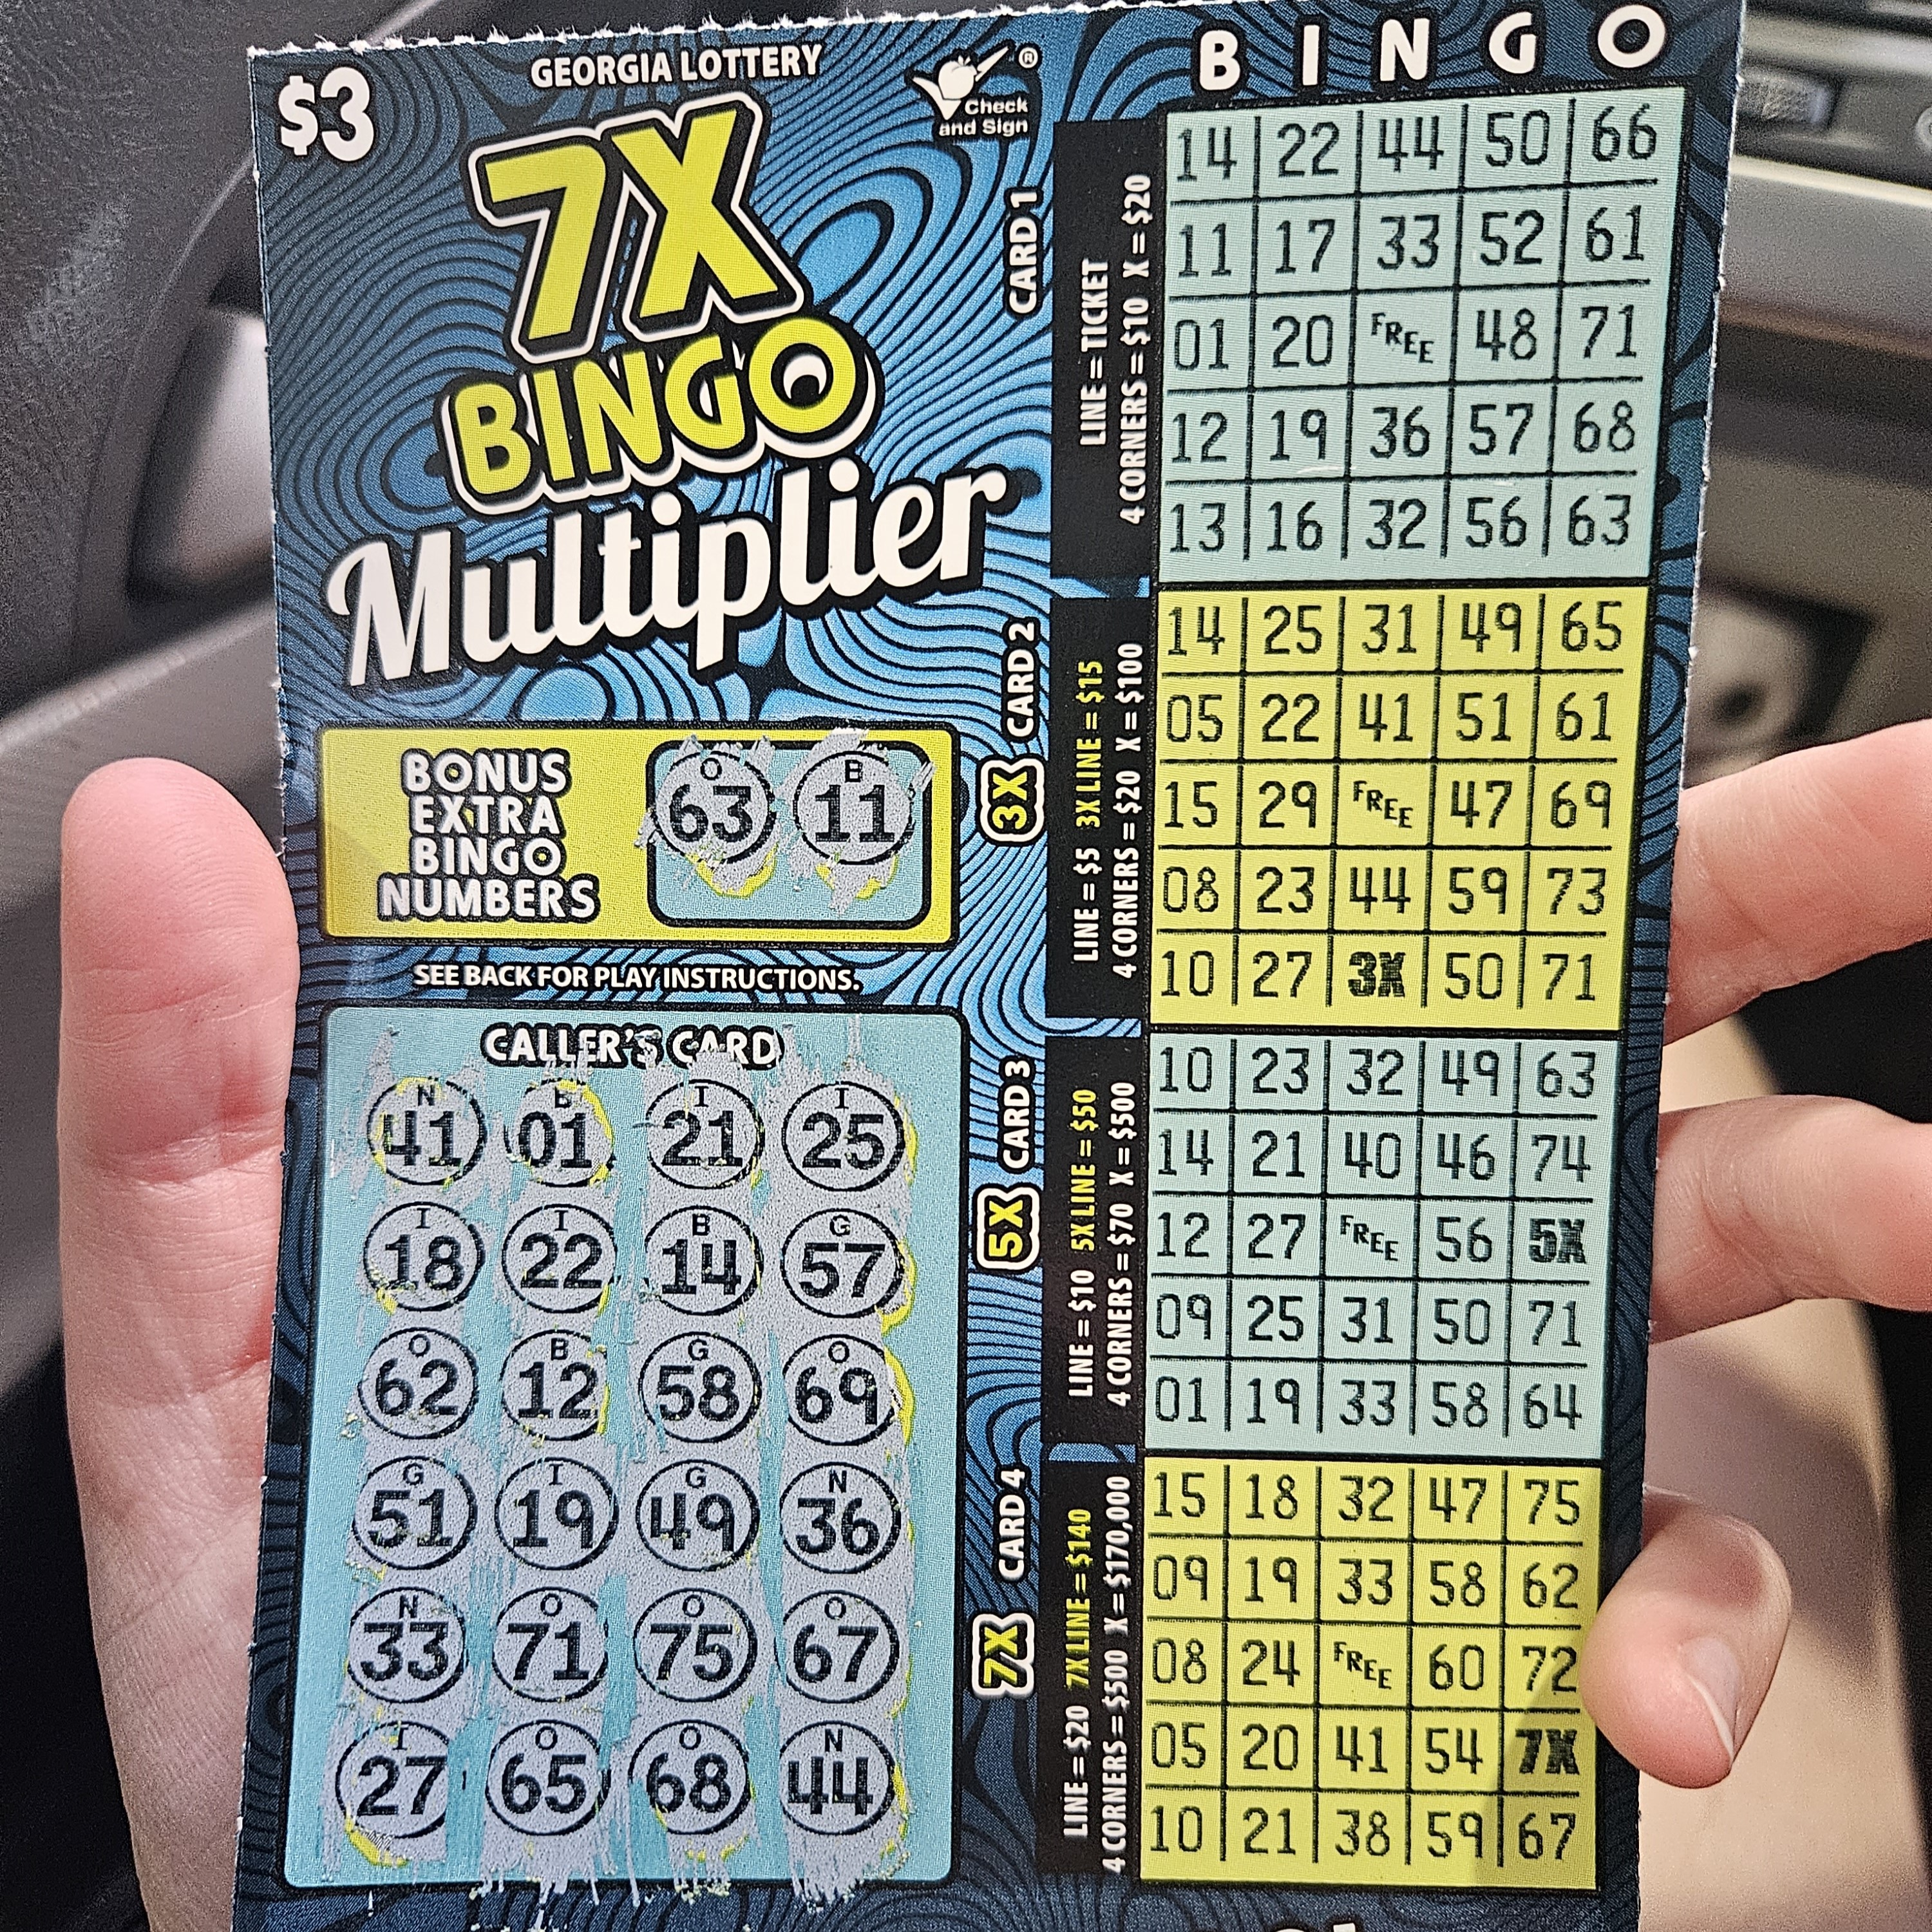 $3
GEORGIA LOTTERY
Check
and Sign
®
7X
BINGO
Multiplier
BONUS
EXTRA
BINGO
NUMBERS
O B
63 11
SEE BACK FOR PLAY INSTRUCTIONS.
CALLER'S CARD
N B I I
41 01 21 25
I I B G
18 22 14 57
O B G O
62 12 58 69
G I G N
51 19 49 36
N O O O
33 71 75 67
I O O N
27 65 68 44
B I N G O
CARD 1
LINE = TICKET
4 CORNERS = $10 X = $20
14 22 44 50 66
11 17 33 52 61
01 20 FREE 48 71
12 19 36 57 68
13 16 32 56 63
3X CARD 2
LINE = $5 3X LINE = $15
4 CORNERS = $20 X = $100
14 25 31 49 65
05 22 41 51 61
15 29 FREE 47 69
08 23 44 59 73
10 27 3X 50 71
5X CARD 3
LINE = $10 5X LINE = $50
4 CORNERS = $70 X = $500
10 23 32 49 63
14 21 40 46 74
12 27 FREE 56 5X
09 25 31 50 71
01 19 33 58 64
7X CARD 4
LINE = $20 7X LINE = $140
4 CORNERS = $500 X = $170,000
15 18 32 47 75
09 19 33 58 62
08 24 FREE 60 72
05 20 41 54 7X
10 21 38 59 67